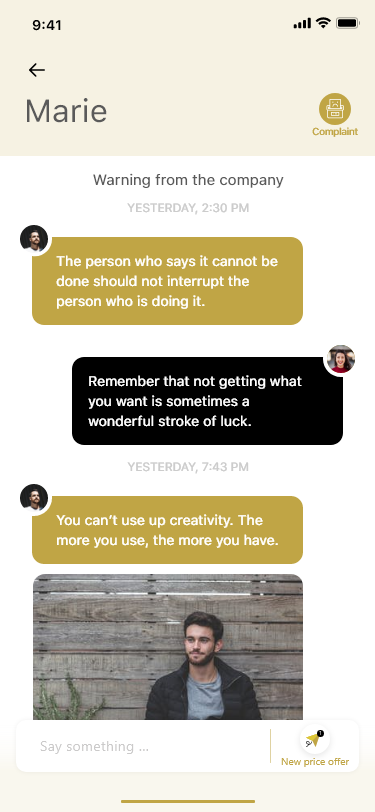 9:41
Marie
Complaint
Warning from the company
YESTERDAY, 2:30 PM
The person who says it cannot be
done should not interrupt the
person who is doing it.
Remember that not getting what
you want is sometimes a
wonderful stroke of luck.
YESTERDAY, 7:43 PM
You can’t use up creativity. The
more you use, the more you have.
Say something ...
New price offer